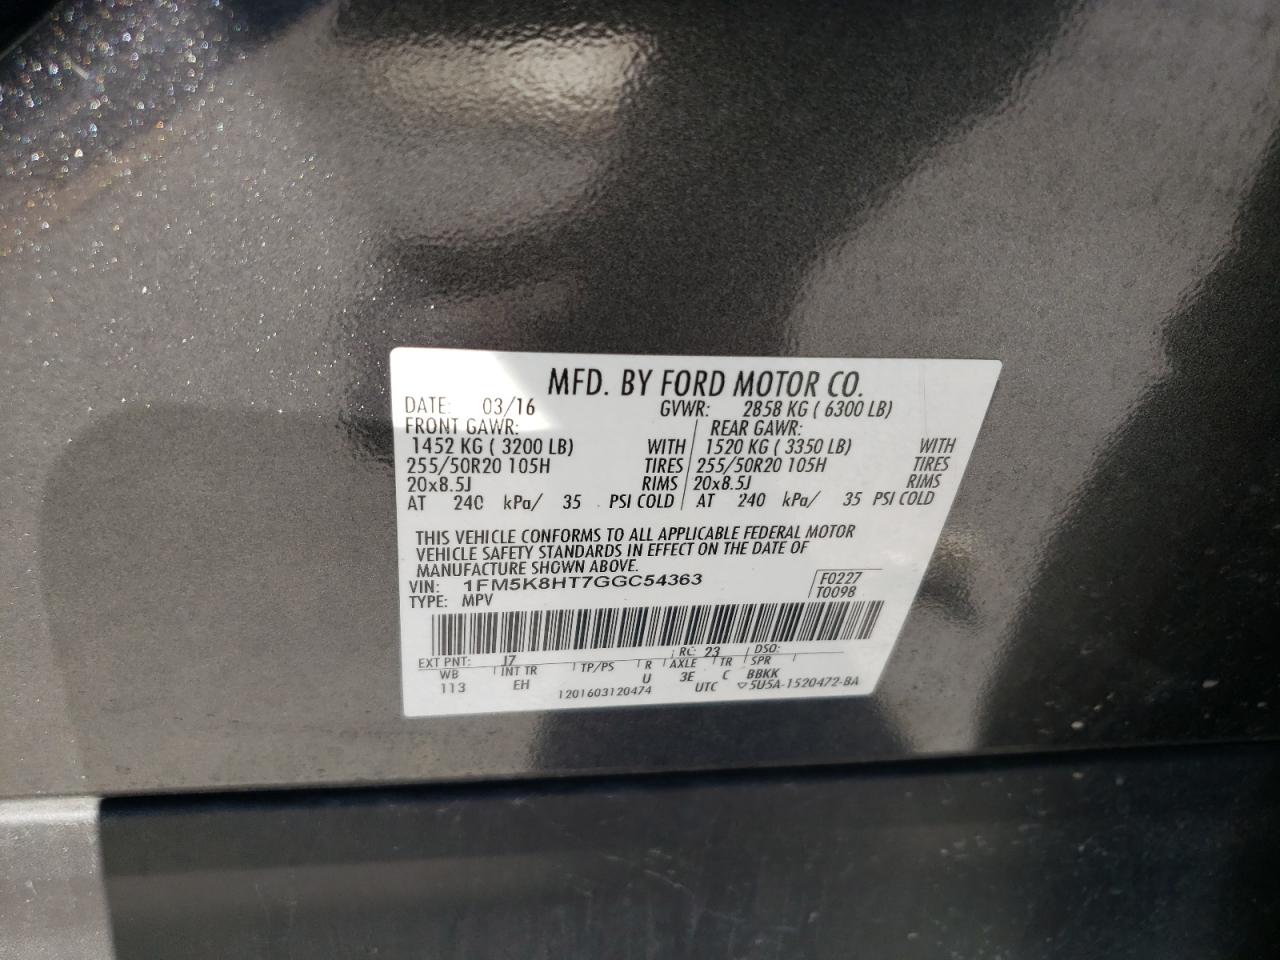 MFD. BY FORD MOTOR CO.
DATE: 03/16 GVWR: 2858 KG ( 6300 LB)
FRONT GAWR: REAR GAWR:
1452 KG ( 3200 LB) WITH 1520 KG ( 3350 LB) WITH
255/50R20 105H TIRES 255/50R20 105H TIRES
20x8.5J RIMS 20x8.5J RIMS
AT 240 kPa/ 35 PSI COLD AT 240 kPa/ 35 PSI COLD
THIS VEHICLE CONFORMS TO ALL APPLICABLE FEDERAL MOTOR
VEHICLE SAFETY STANDARDS IN EFFECT ON THE DATE OF
MANUFACTURE SHOWN ABOVE.
VIN: 1FM5K8HT7GGC54363 F0227
TYPE: MPV T0098
EXT PNT: J7 RC: 23 DSO:
WB INT TR TP/PS R AXLE TR SPR
113 EH U 3E C BBKK
1201603120474 UTC 5U5A-1520472-BA